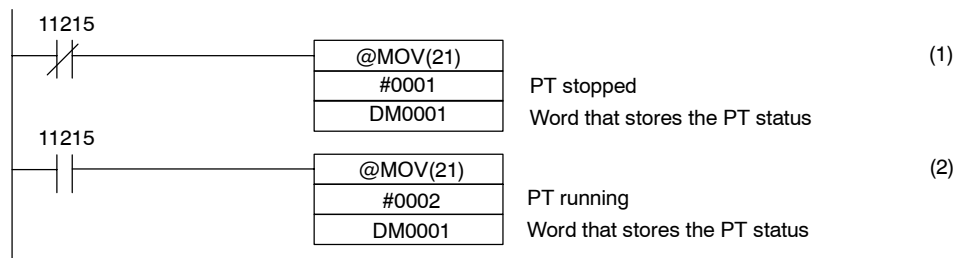 11215
@MOV(21) (1)
#0001 PT stopped
DM0001 Word that stores the PT status
11215
@MOV(21) (2)
#0002 PT running
DM0001 Word that stores the PT status